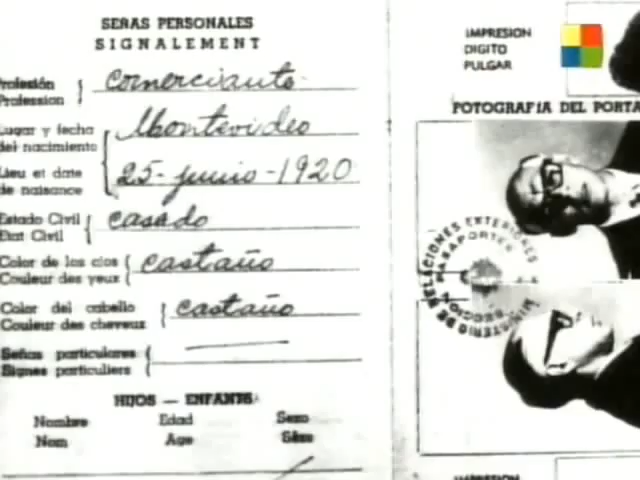 SEÑAS PERSONALES
SIGNALEMENT
Profesión
Profession
comerciante
Lugar y fecha
del nacimiento
Montevideo
Lieu et date
de naisance
25-junio-1920
Estado Civil
Etat Civil
casado
Color de los ojos
Couleur des yeux
castaño
Color del cabello
Couleur des cheveux
castaño
Señas particulares
Signes particuliers
HIJOS — ENFANTS
Nombre Edad Sexo
Nom Age Sexe
IMPRESION
DIGITO
PULGAR
FOTOGRAFIA DEL PORTA
MINISTERIO DE RELACIONES EXTERIORES
PASAPORTES
IMPRESION